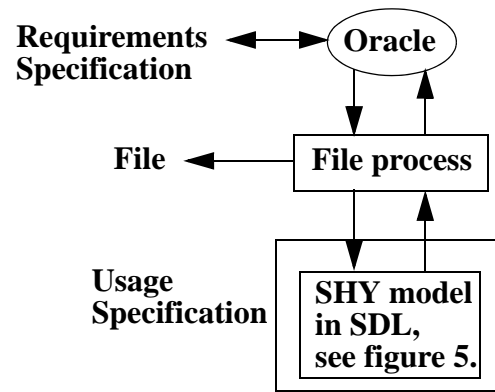 Requirements
Specification
Oracle
File
File process
Usage
Specification
SHY model
in SDL,
see figure 5.